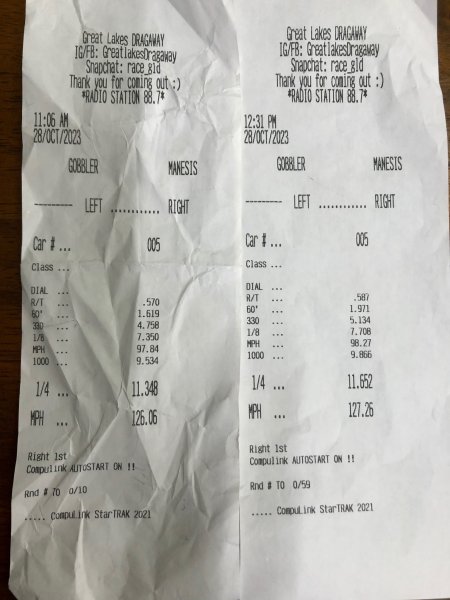 Great Lakes DRAGAWAY
IG/FB: GreatlakesDragaway
Snapchat: race_gld
Thank you for coming out :)
*RADIO STATION 88.7*
11:06 AM
28/OCT/2023
GOBBLER MANESIS
--------- LEFT ............ RIGHT
Car # ... 005
Class ...
DIAL ...
R/T ... .570
60' ... 1.619
330 ... 4.758
1/8 ... 7.350
MPH ... 97.84
1000 ... 9.534
1/4 ... 11.348
MPH ... 126.06
Right 1st
Compulink AUTOSTART ON !!
Rnd # TO 0/10
..... CompuLink StarTRAK 2021
Great Lakes DRAGAWAY
IG/FB: GreatlakesDragaway
Snapchat: race_gld
Thank you for coming out :)
*RADIO STATION 88.7*
12:31 PM
28/OCT/2023
GOBBLER MANESIS
--------- LEFT ............ RIGHT
Car # ... 005
Class ...
DIAL ...
R/T ... .587
60' ... 1.971
330 ... 5.134
1/8 ... 7.708
MPH ... 98.27
1000 ... 9.866
1/4 ... 11.652
MPH ... 127.26
Right 1st
Compulink AUTOSTART ON !!
Rnd # TO 0/59
..... CompuLink StarTRAK 2021